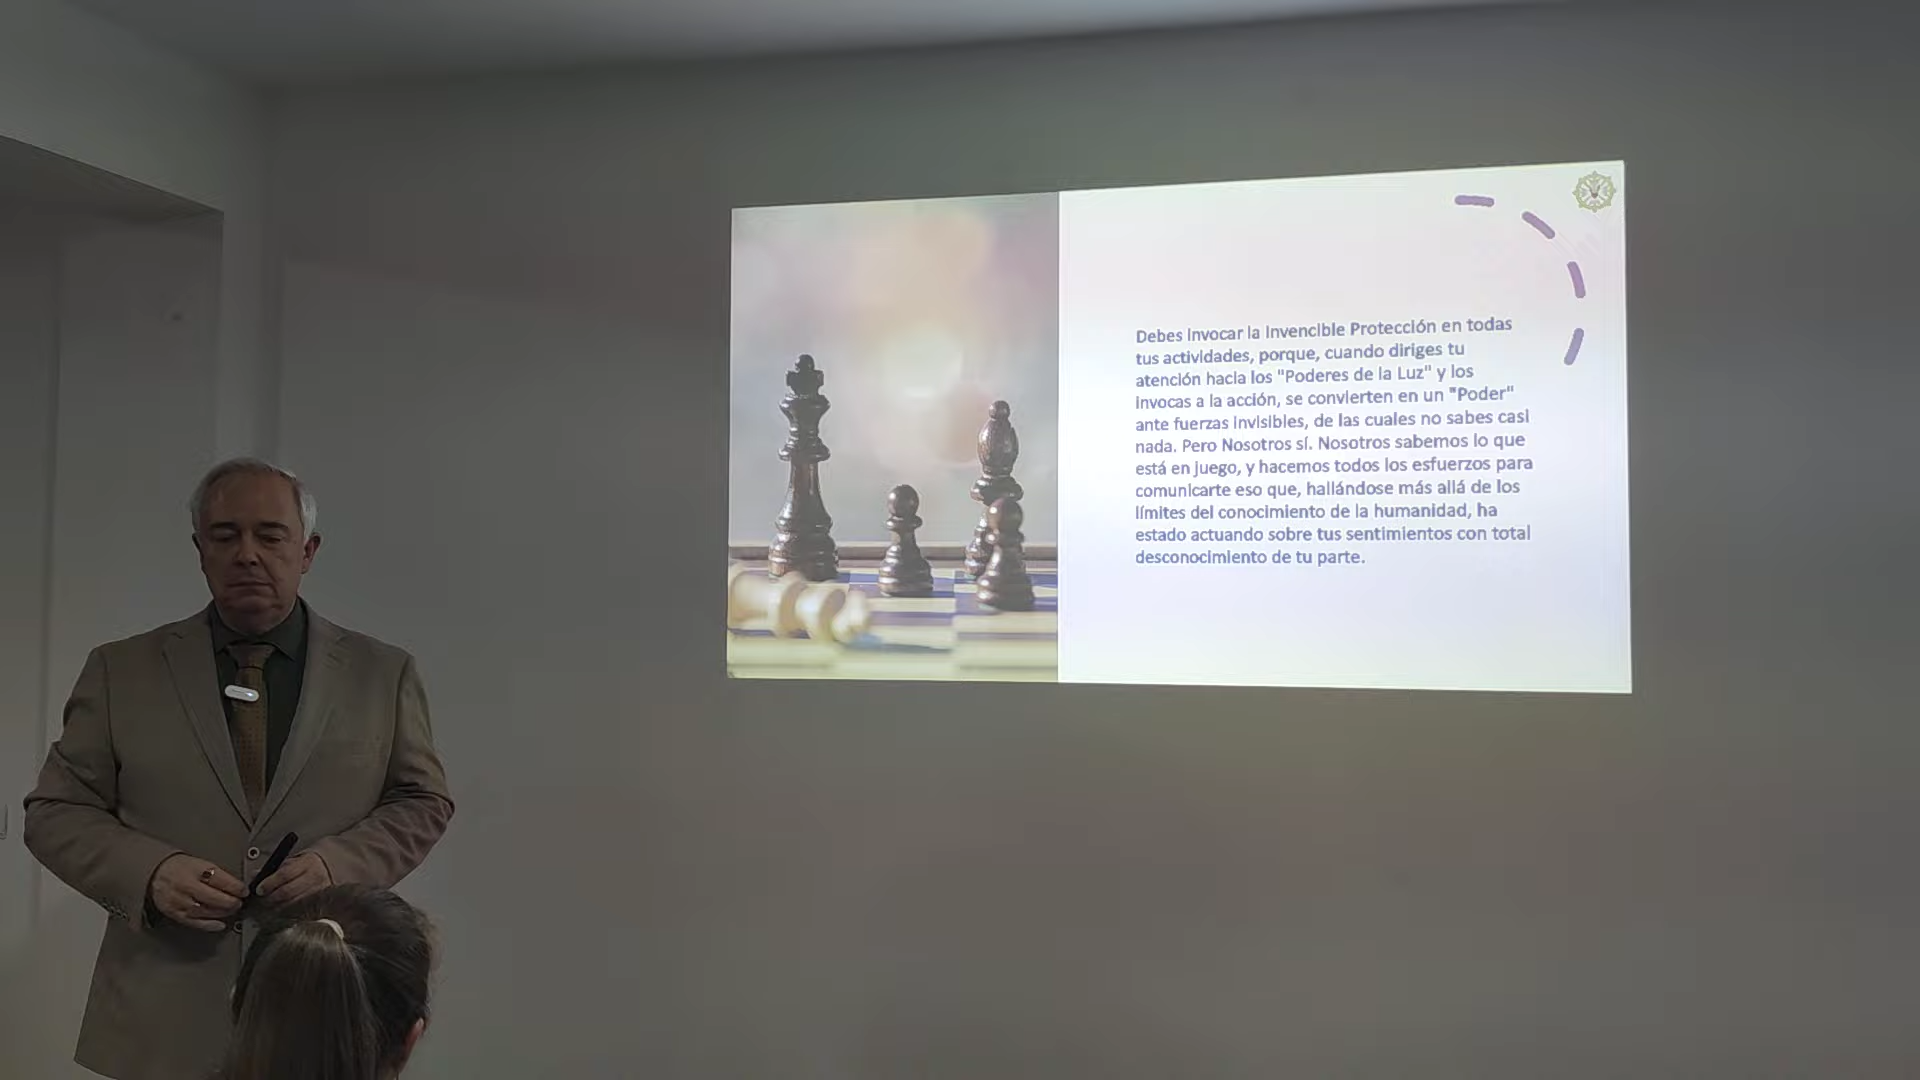 Debes invocar la Invencible Protección en todas
tus actividades, porque, cuando diriges tu
atención hacia los "Poderes de la Luz" y los
invocas a la acción, se convierten en un "Poder"
ante fuerzas invisibles, de las cuales no sabes casi
nada. Pero Nosotros sí. Nosotros sabemos lo que
está en juego, y hacemos todos los esfuerzos para
comunicarte eso que, hallándose más allá de los
límites del conocimiento de la humanidad, ha
estado actuando sobre tus sentimientos con total
desconocimiento de tu parte.